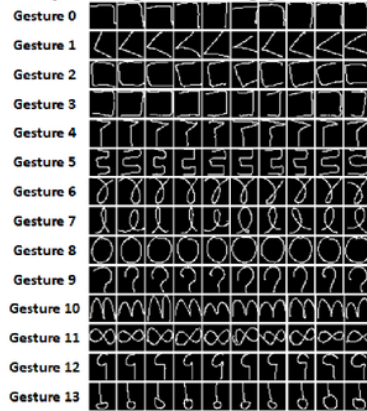 Gesture 0
Gesture 1
Gesture 2
Gesture 3
Gesture 4
Gesture 5
Gesture 6
Gesture 7
Gesture 8
Gesture 9
Gesture 10
Gesture 11
Gesture 12
Gesture 13